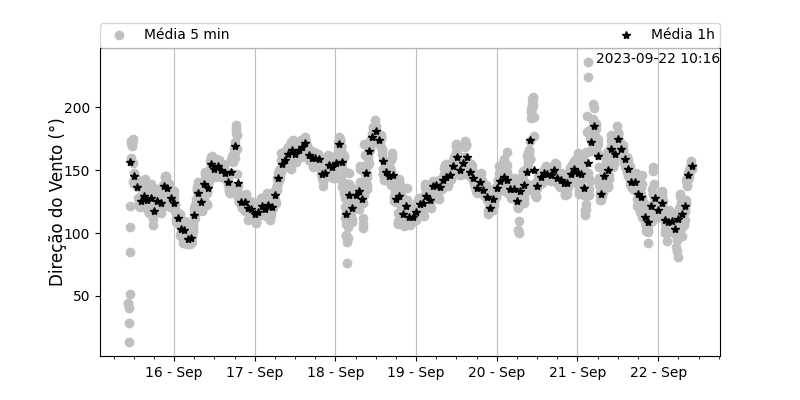 Média 5 min
Média 1h
2023-09-22 10:16
Direção do Vento (°)
200
150
100
50
16 - Sep
17 - Sep
18 - Sep
19 - Sep
20 - Sep
21 - Sep
22 - Sep